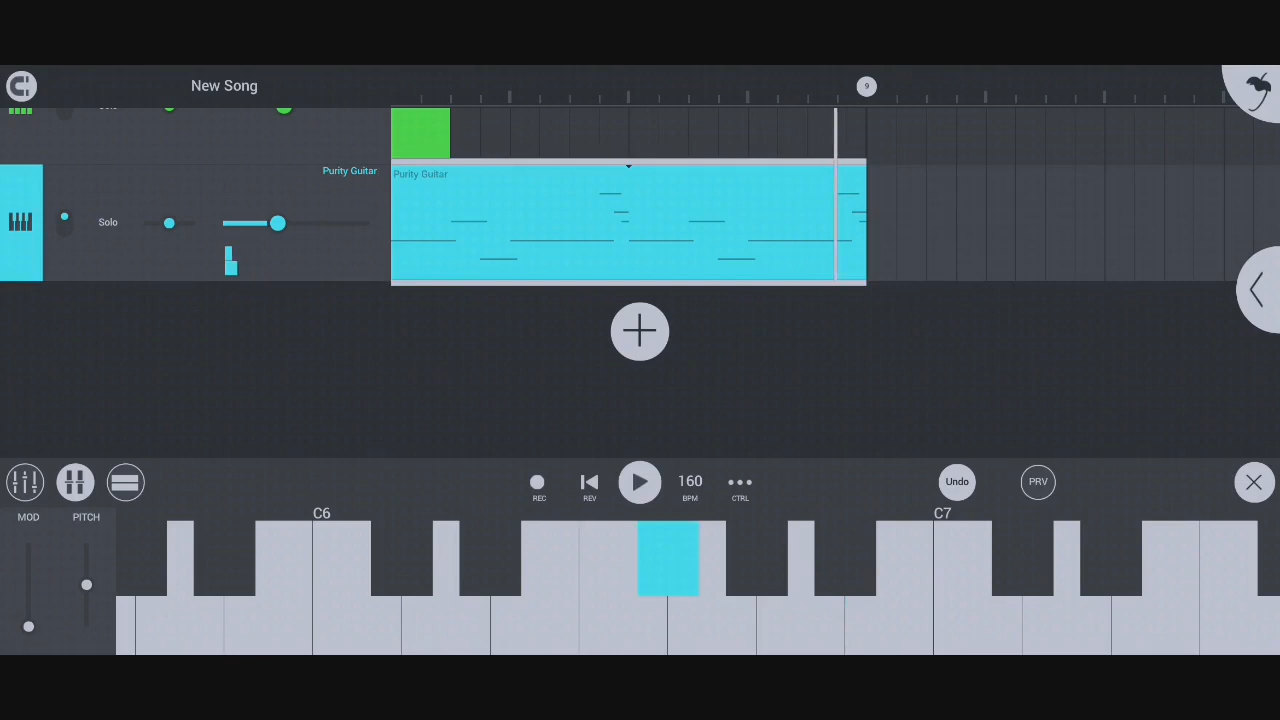 New Song
9
Purity Guitar
Purity Guitar
Solo
160
REC
REV
BPM
CTRL
Undo
PRV
MOD
PITCH
C6
C7